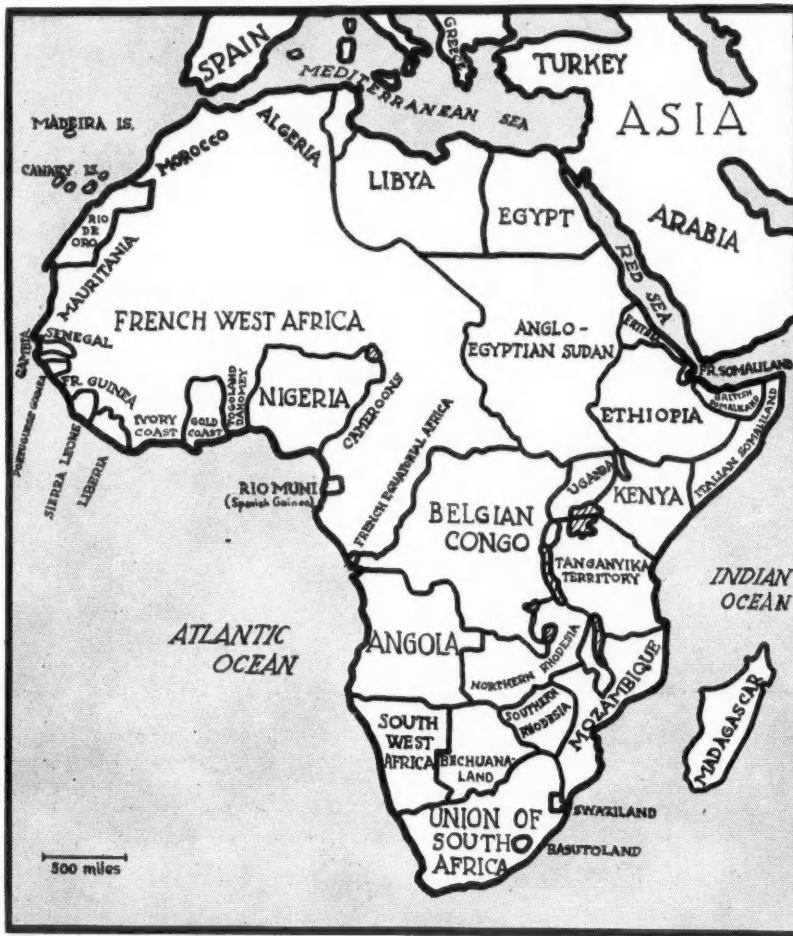 SPAIN
GREECE
TURKEY
MEDITERRANEAN SEA
ASIA
MADEIRA IS.
ALGERIA
MOROCCO
CANARY IS.
LIBYA
EGYPT
ARABIA
RIO
DE
ORO
RED SEA
MAURITANIA
FRENCH WEST AFRICA
ANGLO-
EGYPTIAN SUDAN
ERITREA
GAMBIA
SENEGAL
FR. SOMALILAND
FR. GUINEA
TOGOLAND
DAHOMEY
NIGERIA
CAMEROONS
BRITISH
SOMALILAND
ETHIOPIA
PORTUGUESE GUINEA
IVORY
COAST
GOLD
COAST
ITALIAN SOMALILAND
SIERRA LEONE
LIBERIA
FRENCH EQUATORIAL AFRICA
UGANDA
KENYA
RIO MUNI
(Spanish Guinea)
BELGIAN
CONGO
TANGANYIKA
TERRITORY
INDIAN
OCEAN
ATLANTIC
OCEAN
ANGOLA
NORTHERN RHODESIA
MOZAMBIQUE
SOUTHERN
RHODESIA
MADAGASCAR
SOUTH
WEST
AFRICA
BECHUANA-
LAND
SWAZILAND
UNION OF
SOUTH
AFRICA
BASUTOLAND
500 miles